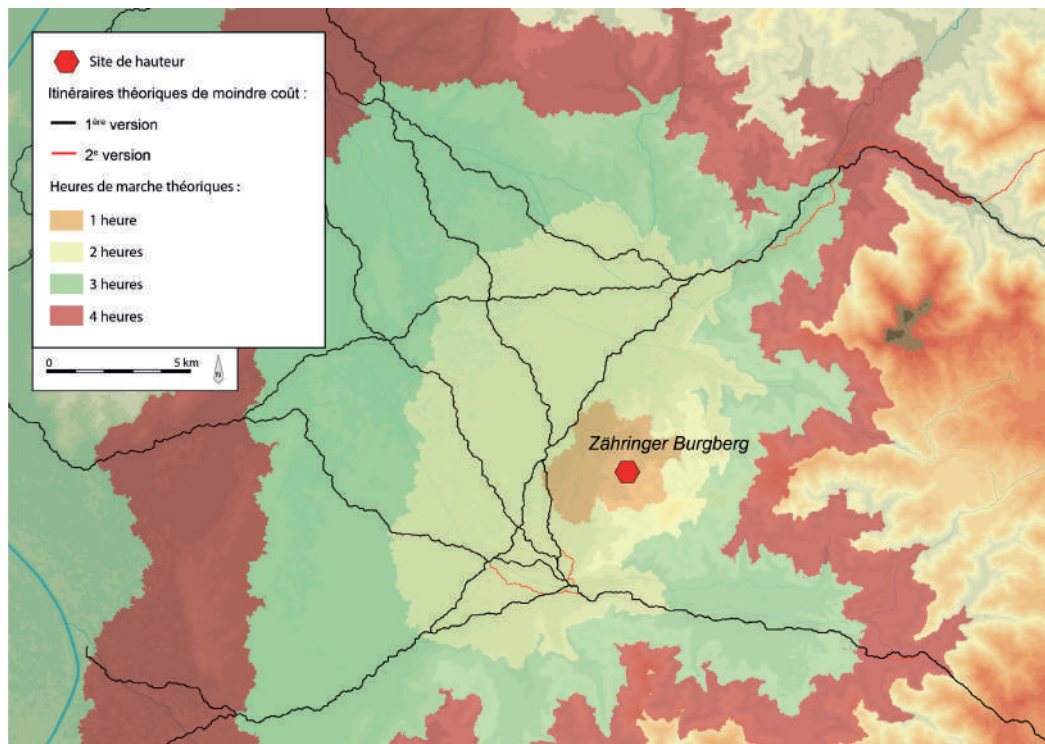 Site de hauteur
Itinéraires théoriques de moindre coût :
1ière version
2e version
Heures de marche théoriques :
1 heure
2 heures
3 heures
4 heures
0 5 km
N
Zähringer Burgberg